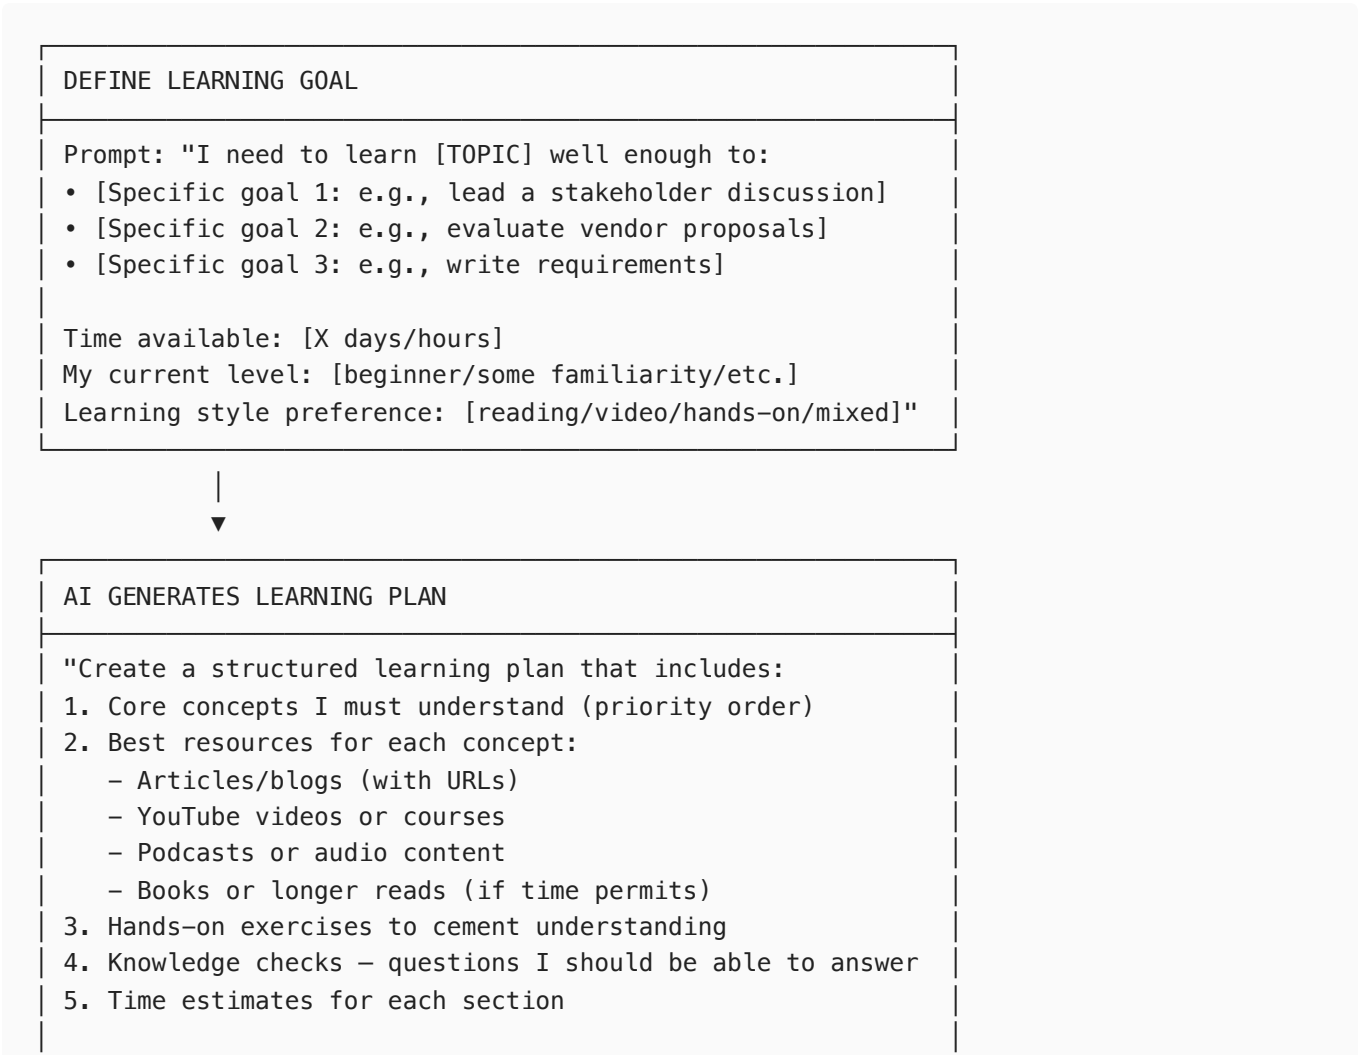 DEFINE LEARNING GOAL
Prompt: "I need to learn [TOPIC] well enough to:
• [Specific goal 1: e.g., lead a stakeholder discussion]
• [Specific goal 2: e.g., evaluate vendor proposals]
• [Specific goal 3: e.g., write requirements]
Time available: [X days/hours]
My current level: [beginner/some familiarity/etc.]
Learning style preference: [reading/video/hands-on/mixed]"
AI GENERATES LEARNING PLAN
"Create a structured learning plan that includes:
1. Core concepts I must understand (priority order)
2. Best resources for each concept:
- Articles/blogs (with URLs)
- YouTube videos or courses
- Podcasts or audio content
- Books or longer reads (if time permits)
3. Hands-on exercises to cement understanding
4. Knowledge checks — questions I should be able to answer
5. Time estimates for each section